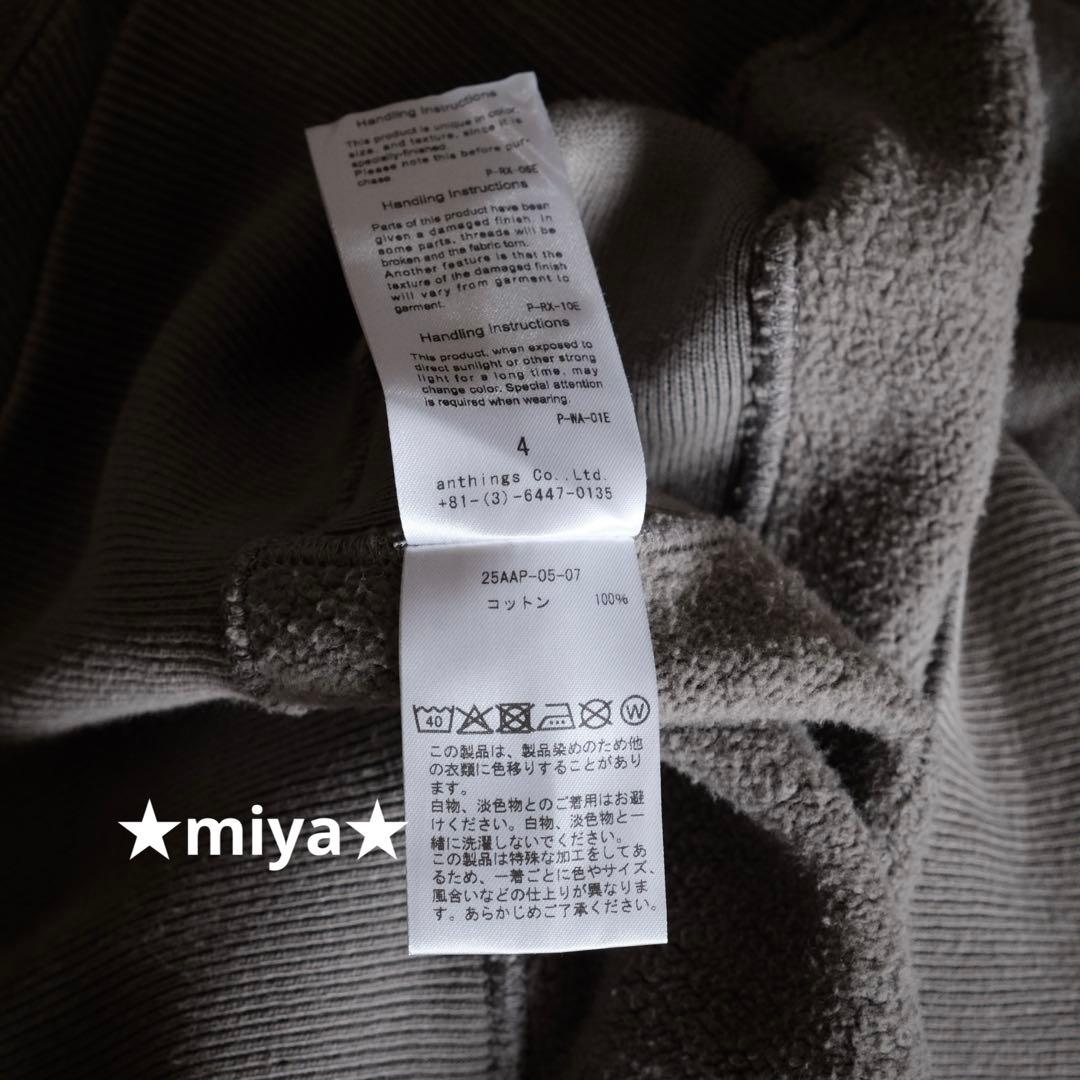 Handling Instructions
This product is unique in color,
size, and texture, since it is
specially-finished.
Please note this before pur-
chase.
P-RX-06E
Handling Instructions
Parts of this product have been
given a damaged finish. In
some parts, threads will be
broken and the fabric torn.
Another feature is that the
texture of the damaged finish
will vary from garment to
garment.
P-RX-10E
Handling Instructions
This product, when exposed to
direct sunlight or other strong
light for a long time, may
change color. Special attention
is required when wearing.
P-WA-01E
4
anthings Co.,Ltd.
+81-(3)-6447-0135
25AAP-05-07
コットン 100%
40 W
この製品は、製品染めのため他
の衣類に色移りすることがあり
ます。
白物、淡色物とのご着用はお避
けください。白物、淡色物と一
緒に洗濯しないでください。
この製品は特殊な加工をしてあ
るため、一着ごとに色やサイズ、
風合いなどの仕上りが異なりま
す。あらかじめご了承ください。
★miya★